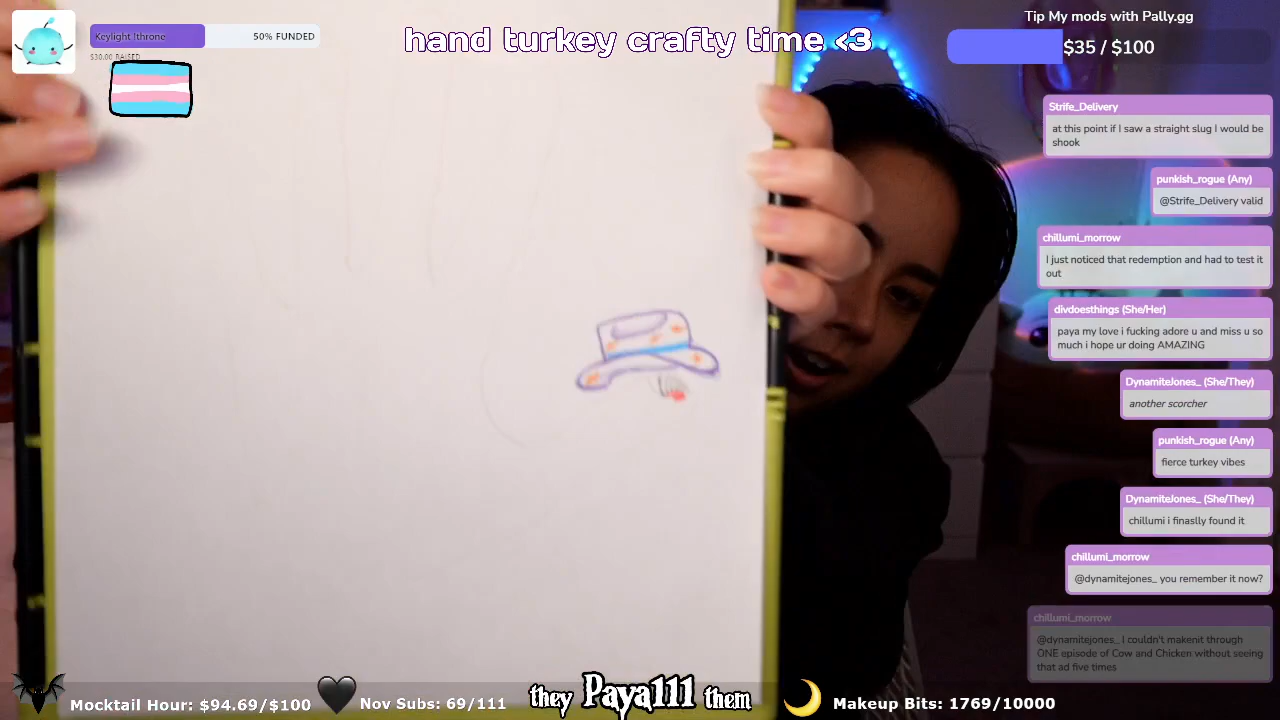 Keylight !throne
50% FUNDED
$30.00 RAISED
hand turkey crafty time <3
Tip My mods with Pally.gg
$35 / $100
Strife_Delivery
at this point if I saw a straight slug I would be
shook
punkish_rogue (Any)
@Strife_Delivery valid
chillumi_morrow
I just noticed that redemption and had to test it
out
divdoesthings (She/Her)
paya my love i fucking adore u and miss u so
much i hope ur doing AMAZING
DynamiteJones_ (She/They)
another scorcher
punkish_rogue (Any)
fierce turkey vibes
DynamiteJones_ (She/They)
chillumi i finaslly found it
chillumi_morrow
@dynamitejones_ you remember it now?
chillumi_morrow
@dynamitejones_ I couldn't makenit through
ONE episode of Cow and Chicken without seeing
that ad five times
Mocktail Hour: $94.69/$100
Nov Subs: 69/111
they Paya111 them
Makeup Bits: 1769/10000